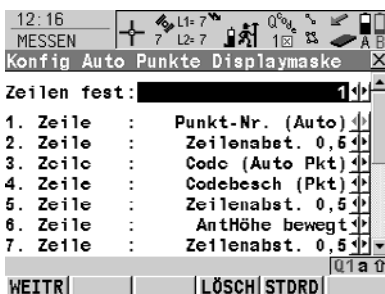 12:16
MESSEN
7
L1= 7
L2= 7
1
A B
Konfig Auto Punkte Displaymaske X
Zeilen fest: 1
1. Zeile : Punkt-Nr. (Auto)
2. Zeile : Zeilenabst. 0,5
3. Zeile : Code (Auto Pkt)
4. Zeile : Codebesch (Pkt)
5. Zeile : Zeilenabst. 0,5
6. Zeile : AntHöhe bewegt
7. Zeile : Zeilenabst. 0,5
Q1 a ⇧
WEITR LÖSCH STDRD